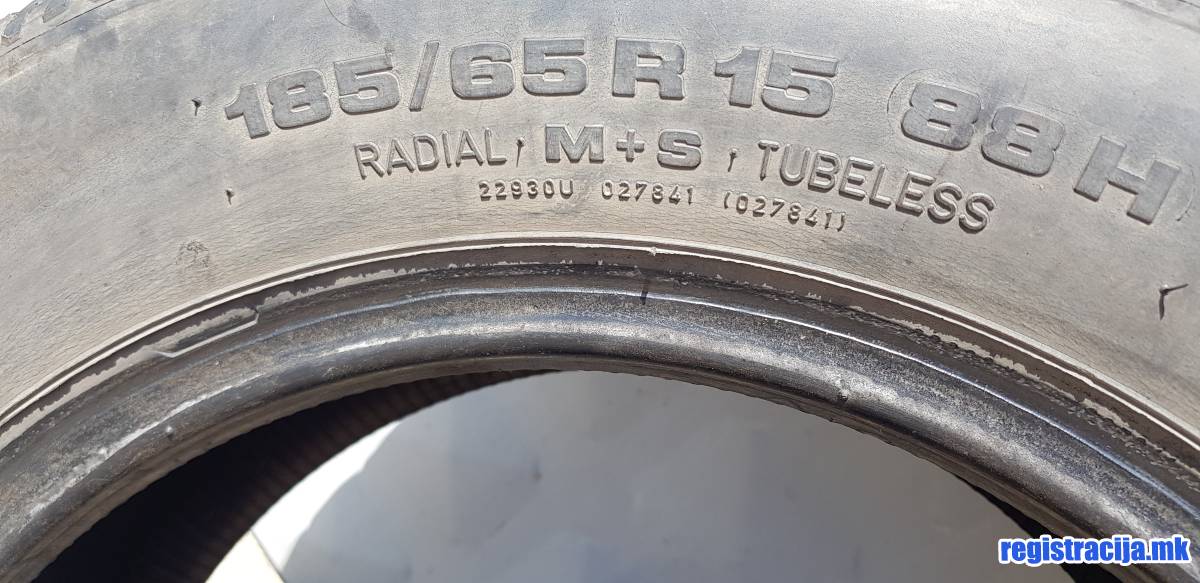 185/65 R 15 (88 H)
RADIAL M+S TUBELESS
22930U 027841 (027841)
registracija.mk